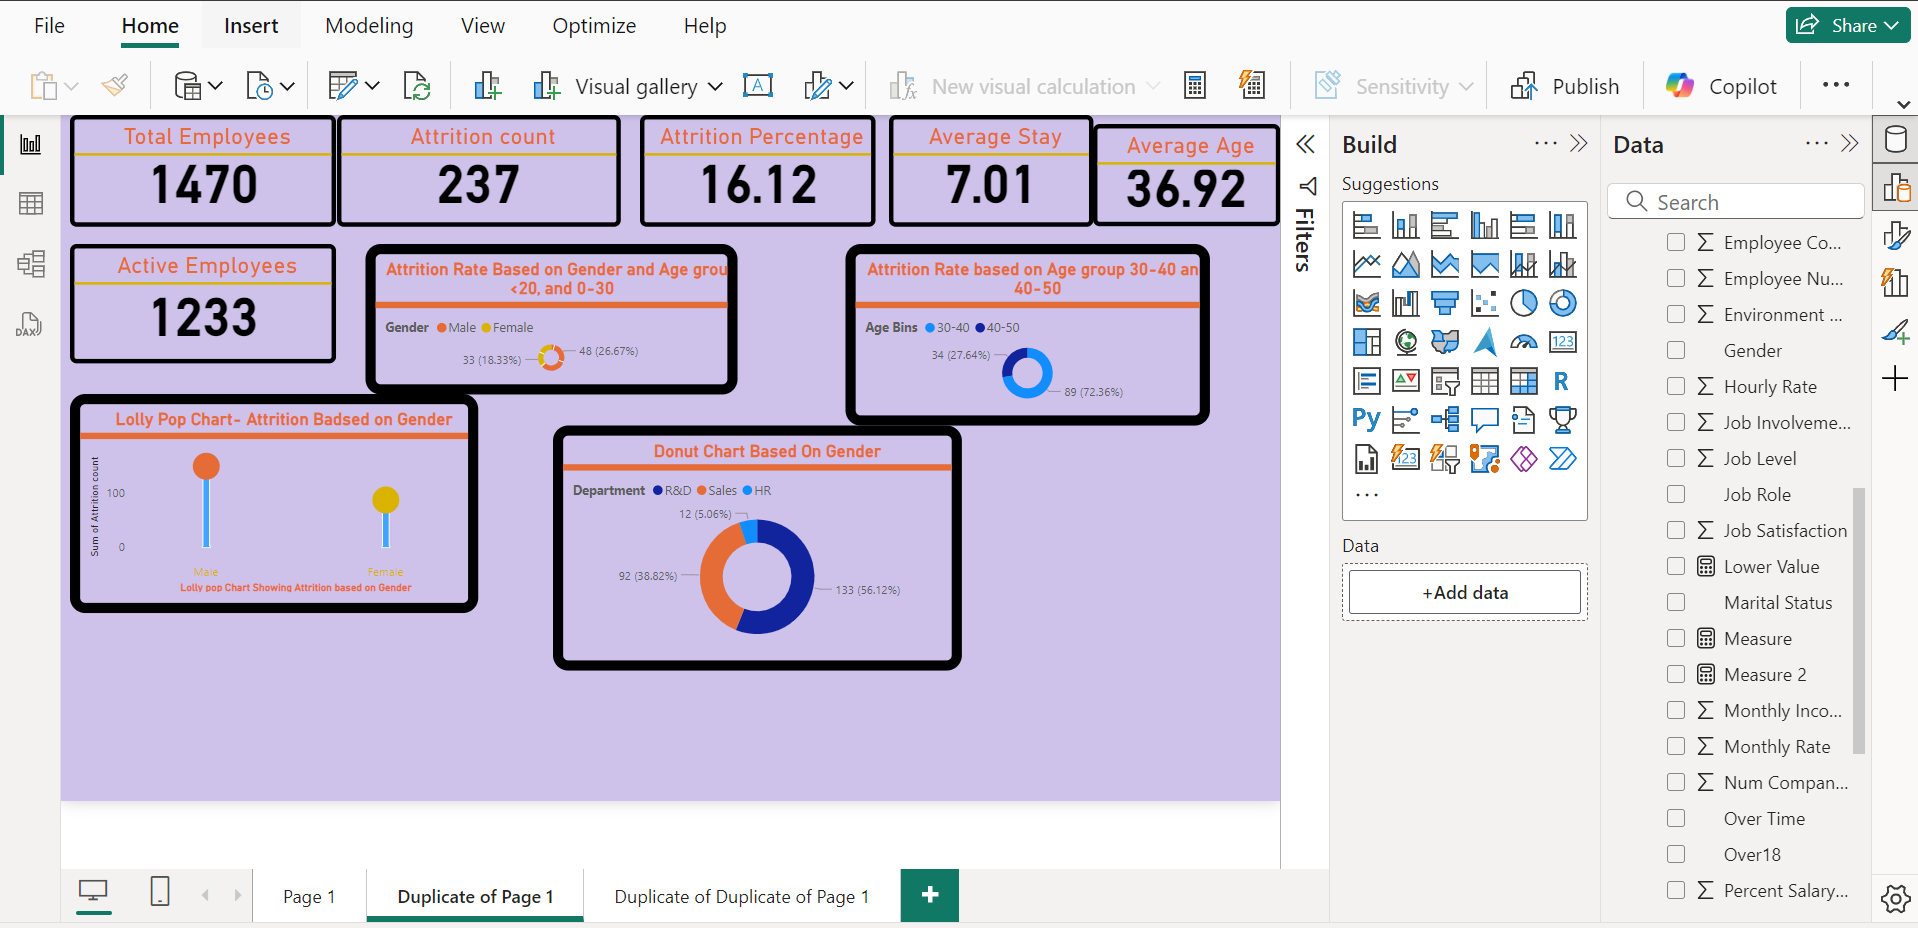 File Home Insert Modeling View Optimize Help Share
Visual gallery New visual calculation Sensitivity Publish Copilot ...
Total Employees
1470
Attrition count
237
Attrition Percentage
16.12
Average Stay
7.01
Average Age
36.92
Active Employees
1233
Attrition Rate Based on Gender and Age grou
<20, and 0-30
Gender Male Female
33 (18.33%)
48 (26.67%)
Attrition Rate based on Age group 30-40 an
40-50
Age Bins 30-40 40-50
34 (27.64%)
89 (72.36%)
Lolly Pop Chart- Attrition Badsed on Gender
Sum of Attrition count
100
0
Male Female
Lolly pop Chart Showing Attrition based on Gender
Donut Chart Based On Gender
Department R&D Sales HR
12 (5.06%)
92 (38.82%)
133 (56.12%)
Filters
Build ...
Suggestions
123
R
Py
123
...
Data
+Add data
Data ...
Search
Employee Co...
Employee Nu...
Environment ...
Gender
Hourly Rate
Job Involveme...
Job Level
Job Role
Job Satisfaction
Lower Value
Marital Status
Measure
Measure 2
Monthly Inco...
Monthly Rate
Num Compan...
Over Time
Over18
Percent Salary...
DAX
Page 1 Duplicate of Page 1 Duplicate of Duplicate of Page 1 +